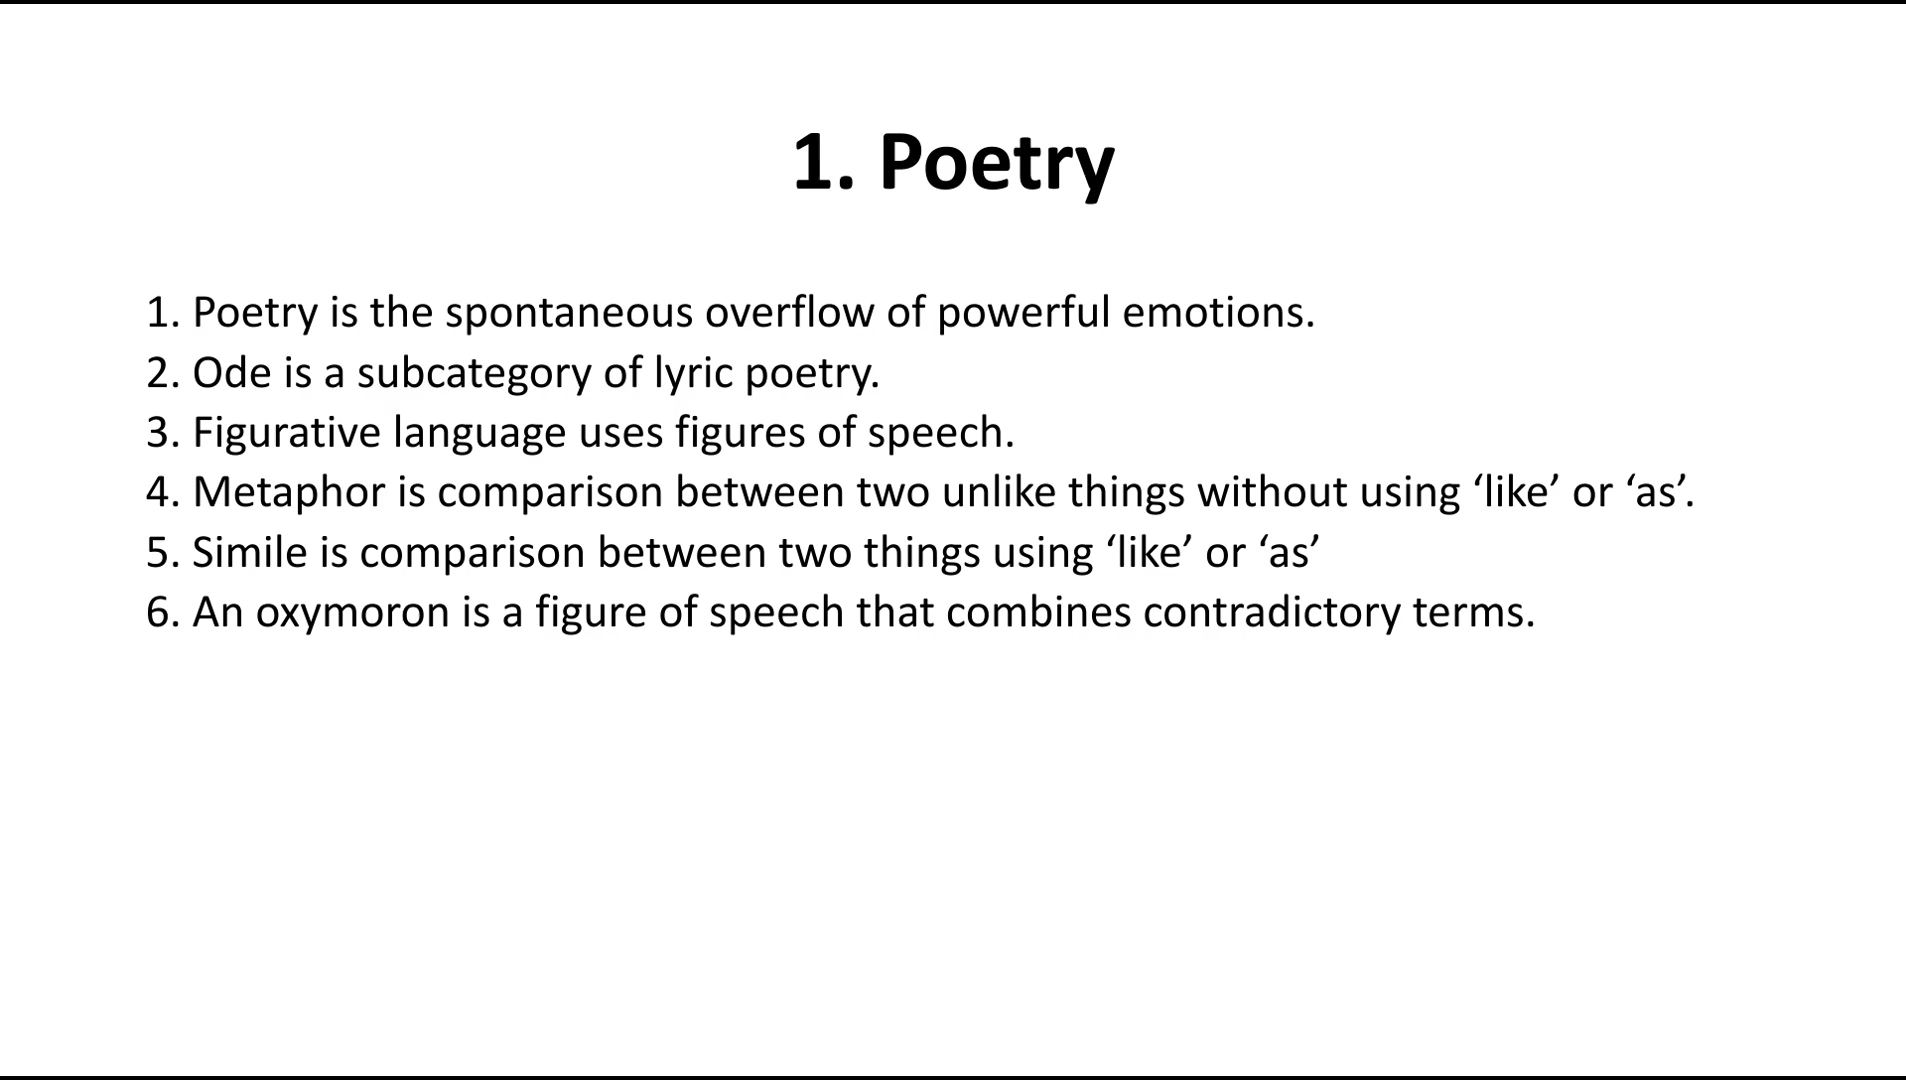 1. Poetry
1. Poetry is the spontaneous overflow of powerful emotions.
2. Ode is a subcategory of lyric poetry.
3. Figurative language uses figures of speech.
4. Metaphor is comparison between two unlike things without using ‘like’ or ‘as’.
5. Simile is comparison between two things using ‘like’ or ‘as’
6. An oxymoron is a figure of speech that combines contradictory terms.